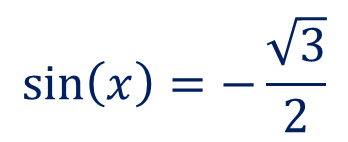 sin(x) = -√3/2